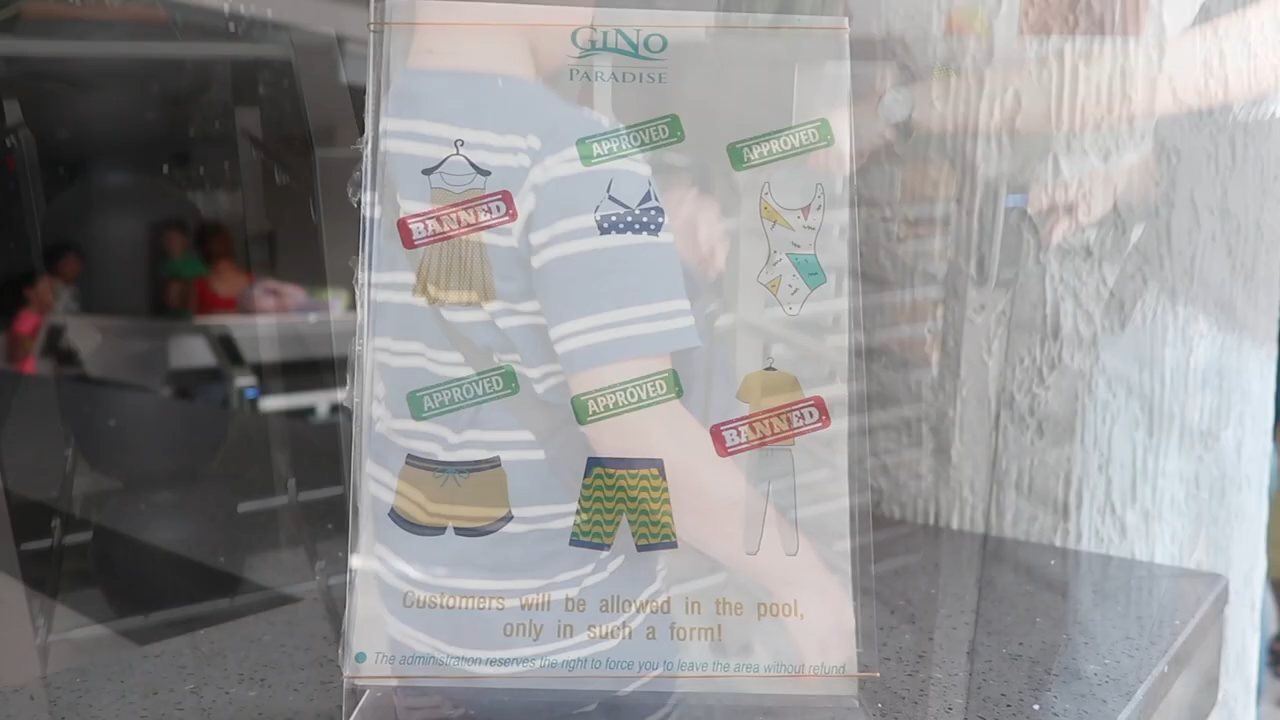 GINO
PARADISE
APPROVED
APPROVED
BANNED
APPROVED
APPROVED
BANNED
Customers will be allowed in the pool,
only in such a form!
The administration reserves the right to force you to leave the area without refund